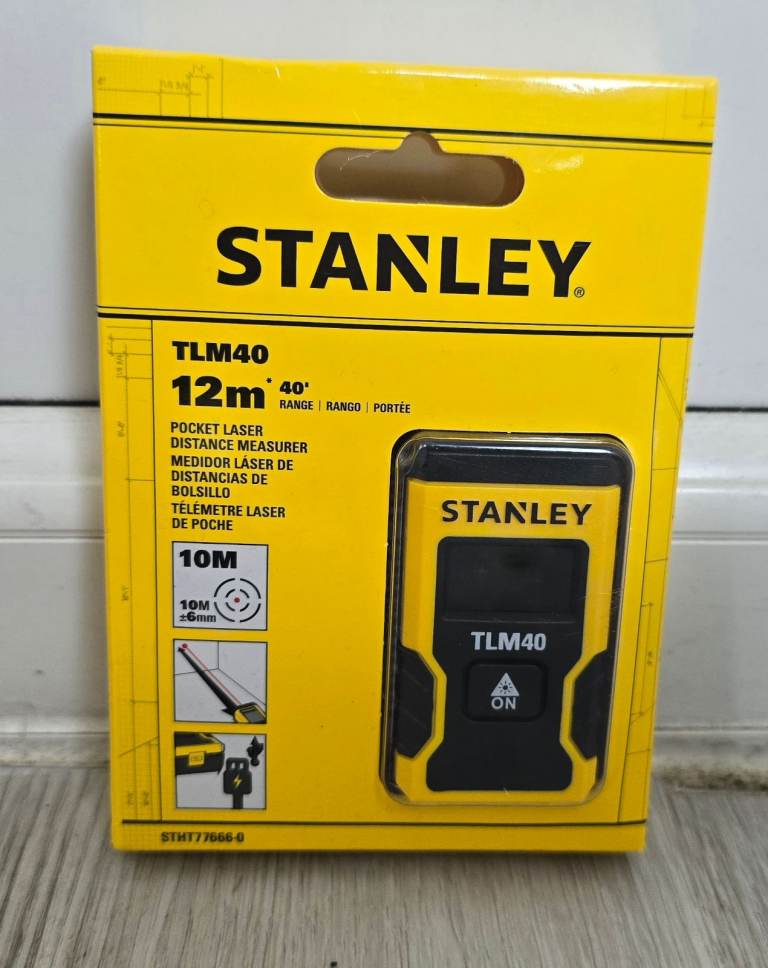 STANLEY®
TLM40
12m* 40'
RANGE | RANGO | PORTÉE
POCKET LASER
DISTANCE MEASURER
MEDIDOR LÁSER DE
DISTANCIAS DE
BOLSILLO
TÉLÉMETRE LASER
DE POCHE
10M
10M
±6mm
STANLEY
TLM40
ON
STHT77666-0